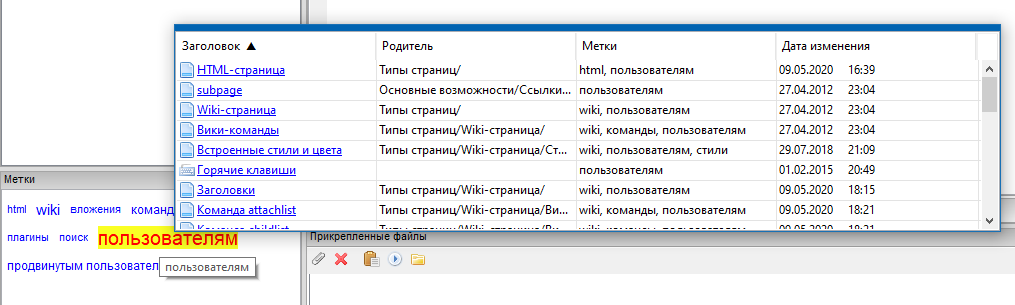 Заголовок ▲ Родитель Метки Дата изменения
HTML-страница Типы страниц/ html, пользователям 09.05.2020 16:39
subpage Основные возможности/Ссылки... пользователям 27.04.2012 23:04
Wiki-страница Типы страниц/ wiki, пользователям 27.04.2012 23:04
Вики-команды Типы страниц/Wiki-страница/ wiki, команды, пользователям 27.04.2012 23:04
Встроенные стили и цвета Типы страниц/Wiki-страница/Ст... wiki, пользователям, стили 29.07.2018 21:09
Горячие клавиши пользователям 01.02.2015 20:49
Заголовки Типы страниц/Wiki-страница/ wiki, пользователям 09.05.2020 18:15
Команда attachlist Типы страниц/Wiki-страница/Ви... wiki, команды, пользователям 09.05.2020 18:21
Команда childlist Типы страниц/Wiki-страница/Ви... wiki, команды, пользователям 09.05.2020 18:21
Метки
html wiki вложения команд
плагины поиск пользователям
продвинутым пользовател
пользователям
Прикрепленные файлы